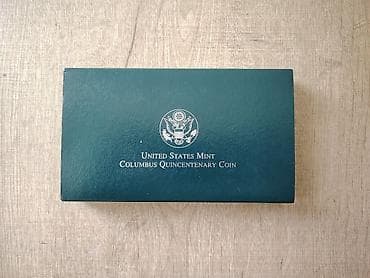 UNITED STATES MINT
COLUMBUS QUINCENTENARY COIN